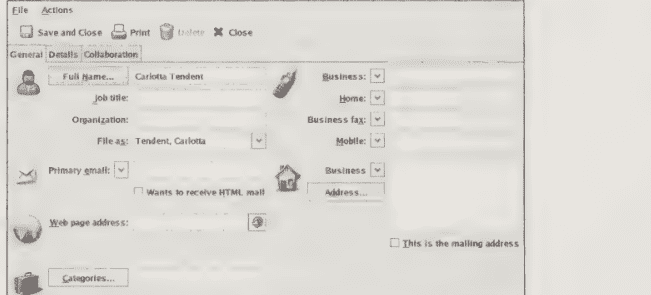 File Actions
Save and Close Print Delete Close
General Details Collaboration
Full Name... Carlotta Tendent Business:
Job title: Home:
Organization: Business fax:
File as: Tendent, Carlotta Mobile:
Primary email: Business
Wants to receive HTML mail Address...
Web page address:
This is the mailing address
Categories...